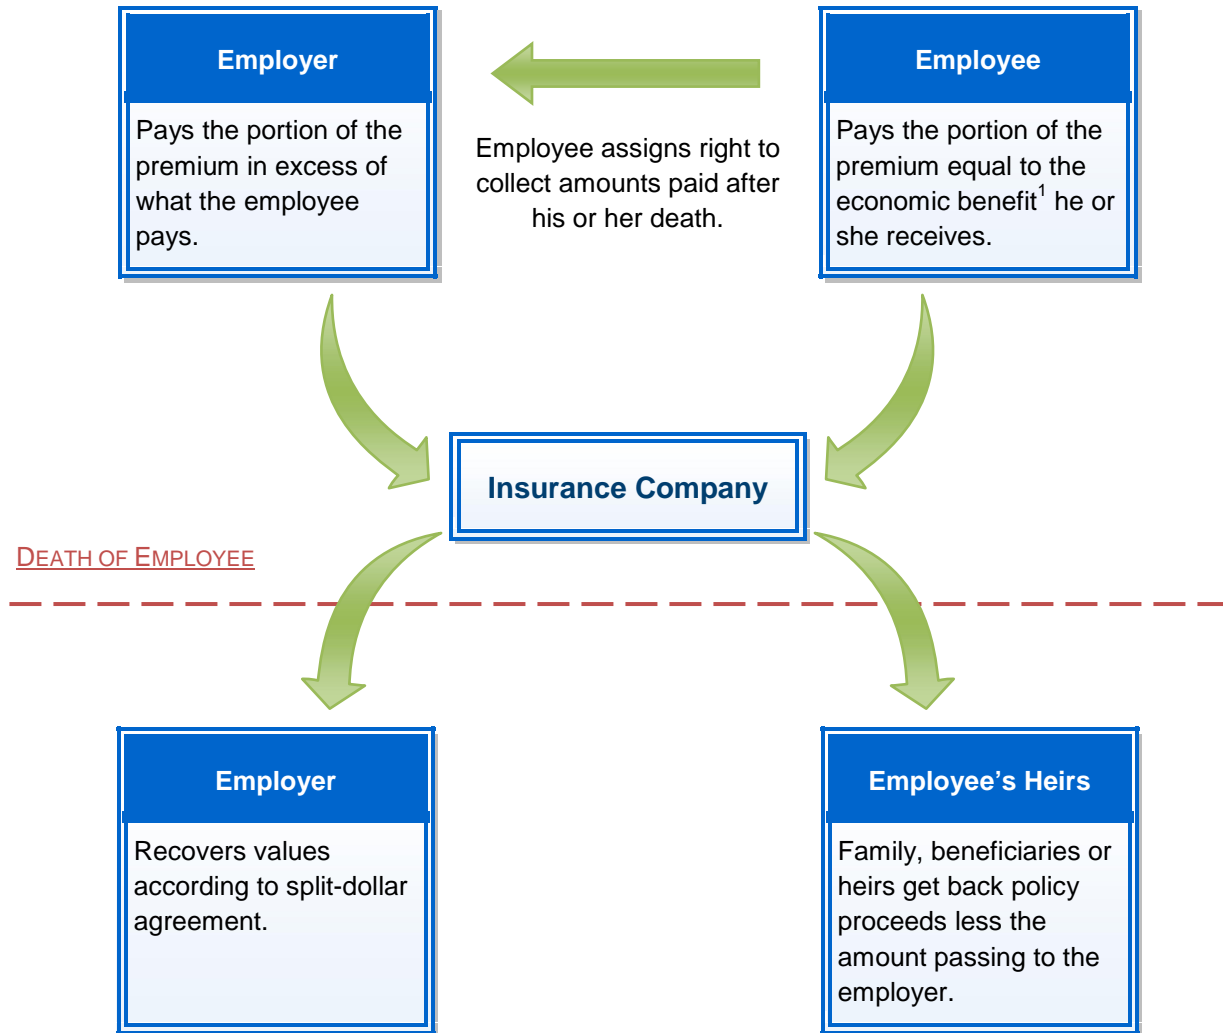 Employer
Pays the portion of the
premium in excess of
what the employee
pays.
Employee assigns right to
collect amounts paid after
his or her death.
Employee
Pays the portion of the
premium equal to the
economic benefit¹ he or
she receives.
Insurance Company
DEATH OF EMPLOYEE
Employer
Recovers values
according to split-dollar
agreement.
Employee’s Heirs
Family, beneficiaries or
heirs get back policy
proceeds less the
amount passing to the
employer.